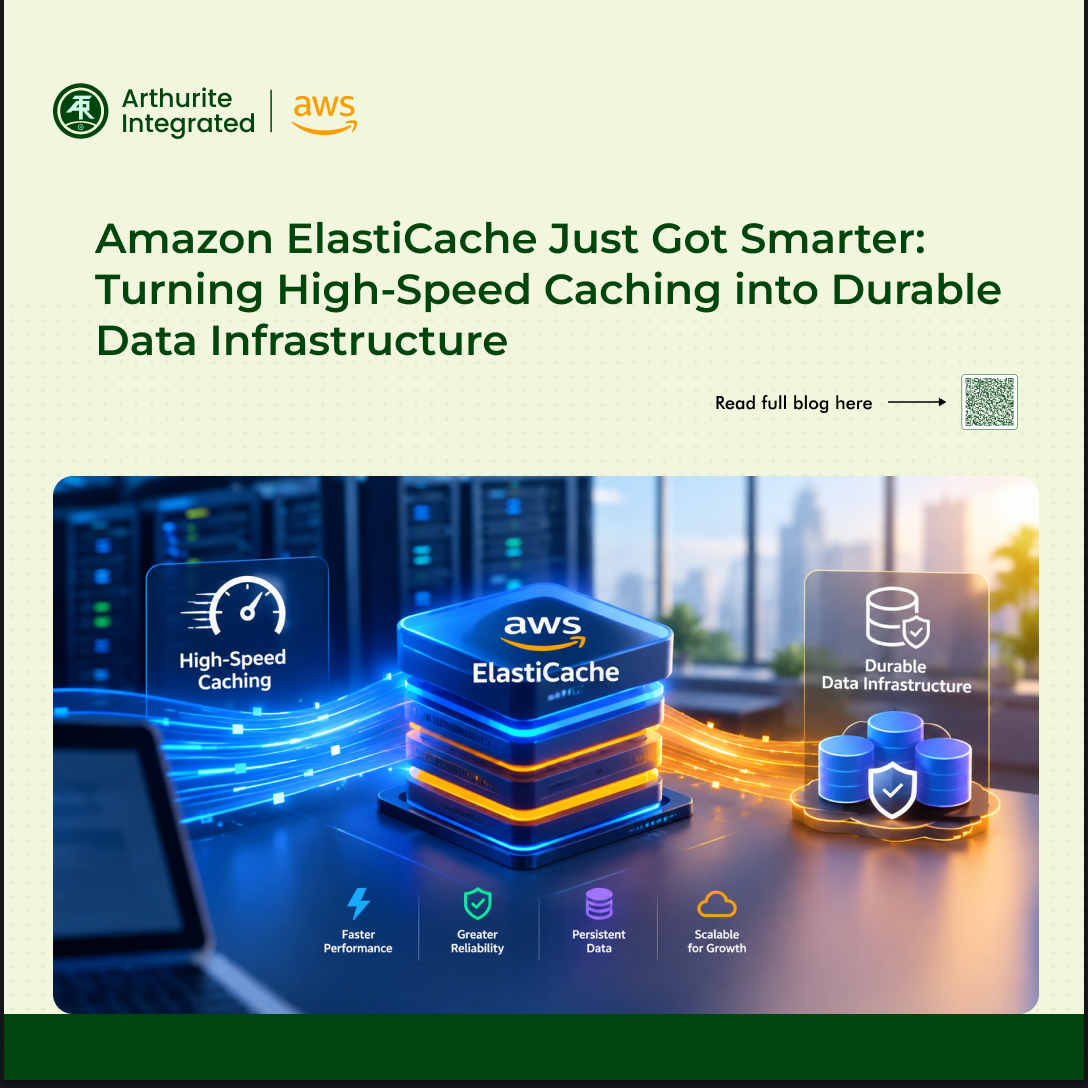 Arthurite
Integrated
aws
Amazon ElastiCache Just Got Smarter:
Turning High-Speed Caching into Durable
Data Infrastructure
Read full blog here
High-Speed
Caching
aws
ElastiCache
Durable
Data Infrastructure
Faster
Performance
Greater
Reliability
Persistent
Data
Scalable
for Growth